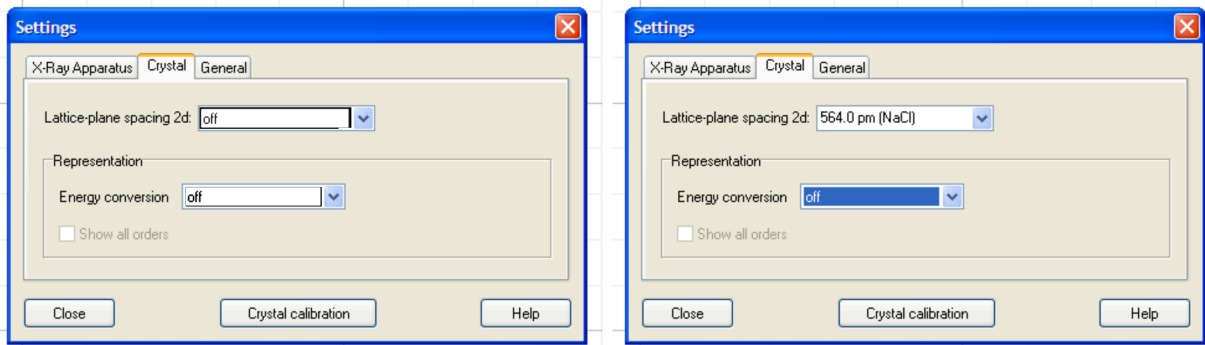 Settings
X-Ray Apparatus Crystal General
Lattice-plane spacing 2d: off
Representation
Energy conversion off
Show all orders
Close Crystal calibration Help
Settings
X-Ray Apparatus Crystal General
Lattice-plane spacing 2d: 564.0 pm (NaCl)
Representation
Energy conversion off
Show all orders
Close Crystal calibration Help